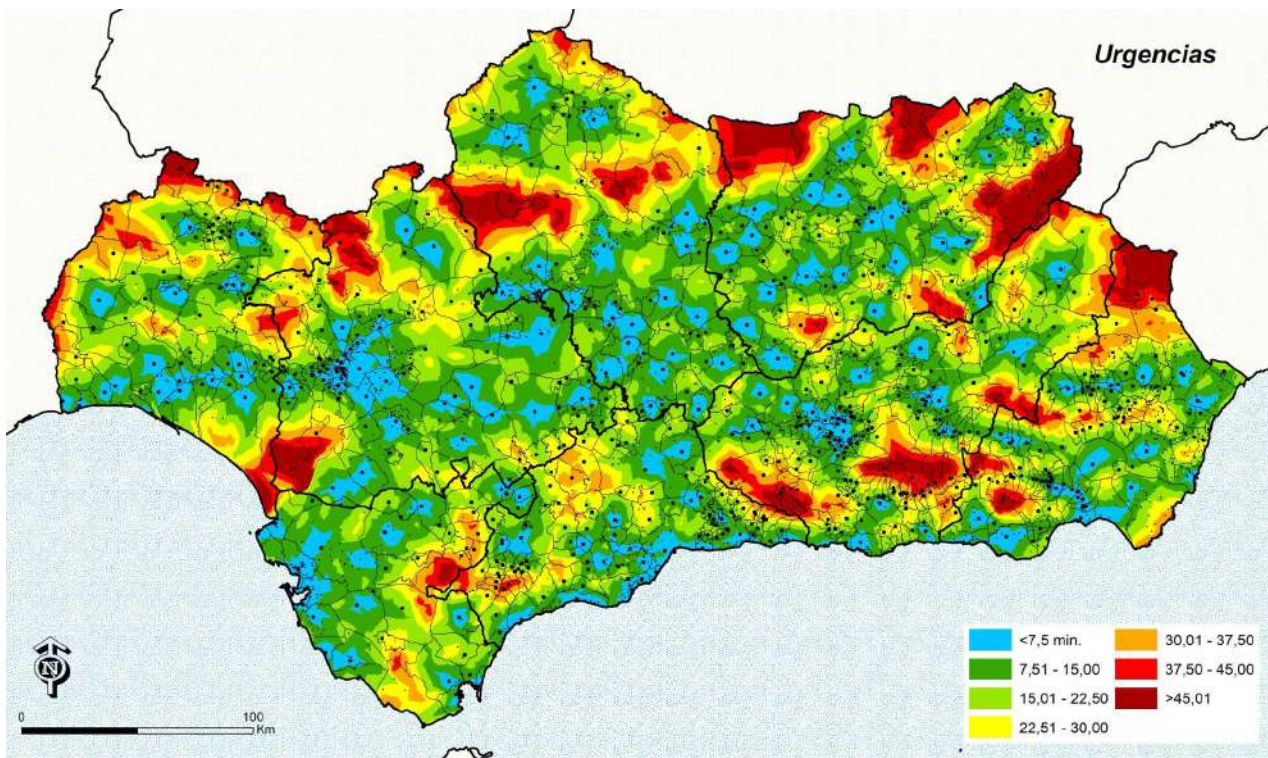 Urgencias
<7,5 min.
7,51 - 15,00
15,01 - 22,50
22,51 - 30,00
30,01 - 37,50
37,50 - 45,00
>45,01
N
0
100
Km